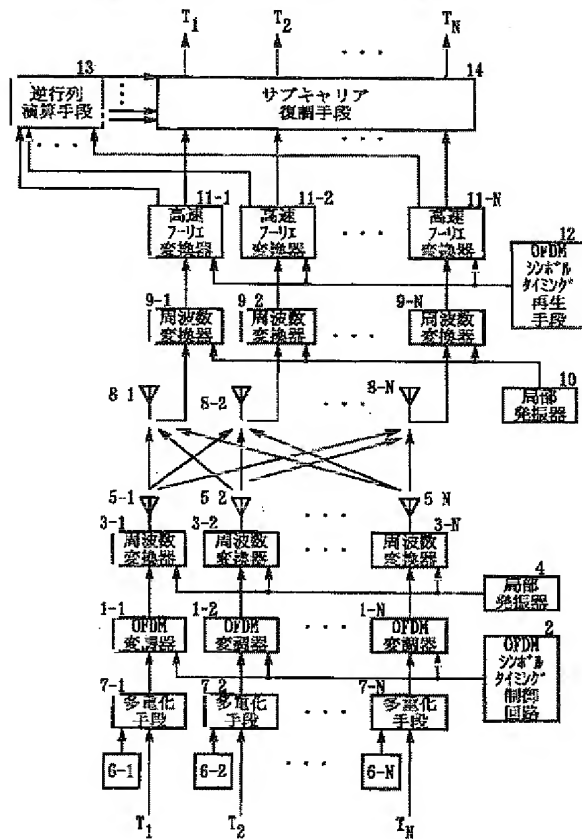 T1 T2 ・・・ TN
13 14
逆行列
演算手段
サブキャリア
復調手段
11-1 11-2 11-N
高速
フーリエ
変換器
高速
フーリエ
変換器
・・・
高速
フーリエ
変換器
12
OFDM
シンボル
タイミング
再生
手段
9-1 9-2 9-N
周波数
変換器
周波数
変換器
・・・
周波数
変換器
10
局部
発振器
8-1 8-2 ・・・ 8-N
5-1 5-2 ・・・ 5-N
3-1 3-2 3-N
周波数
変換器
周波数
変換器
・・・
周波数
変換器
4
局部
発振器
1-1 1-2 1-N
OFDM
変調器
OFDM
変調器
・・・
OFDM
変調器
2
OFDM
シンボル
タイミング
制御
回路
7-1 7-2 7-N
多重化
手段
多重化
手段
・・・
多重化
手段
6-1 6-2 ・・・ 6-N
T1 T2 TN